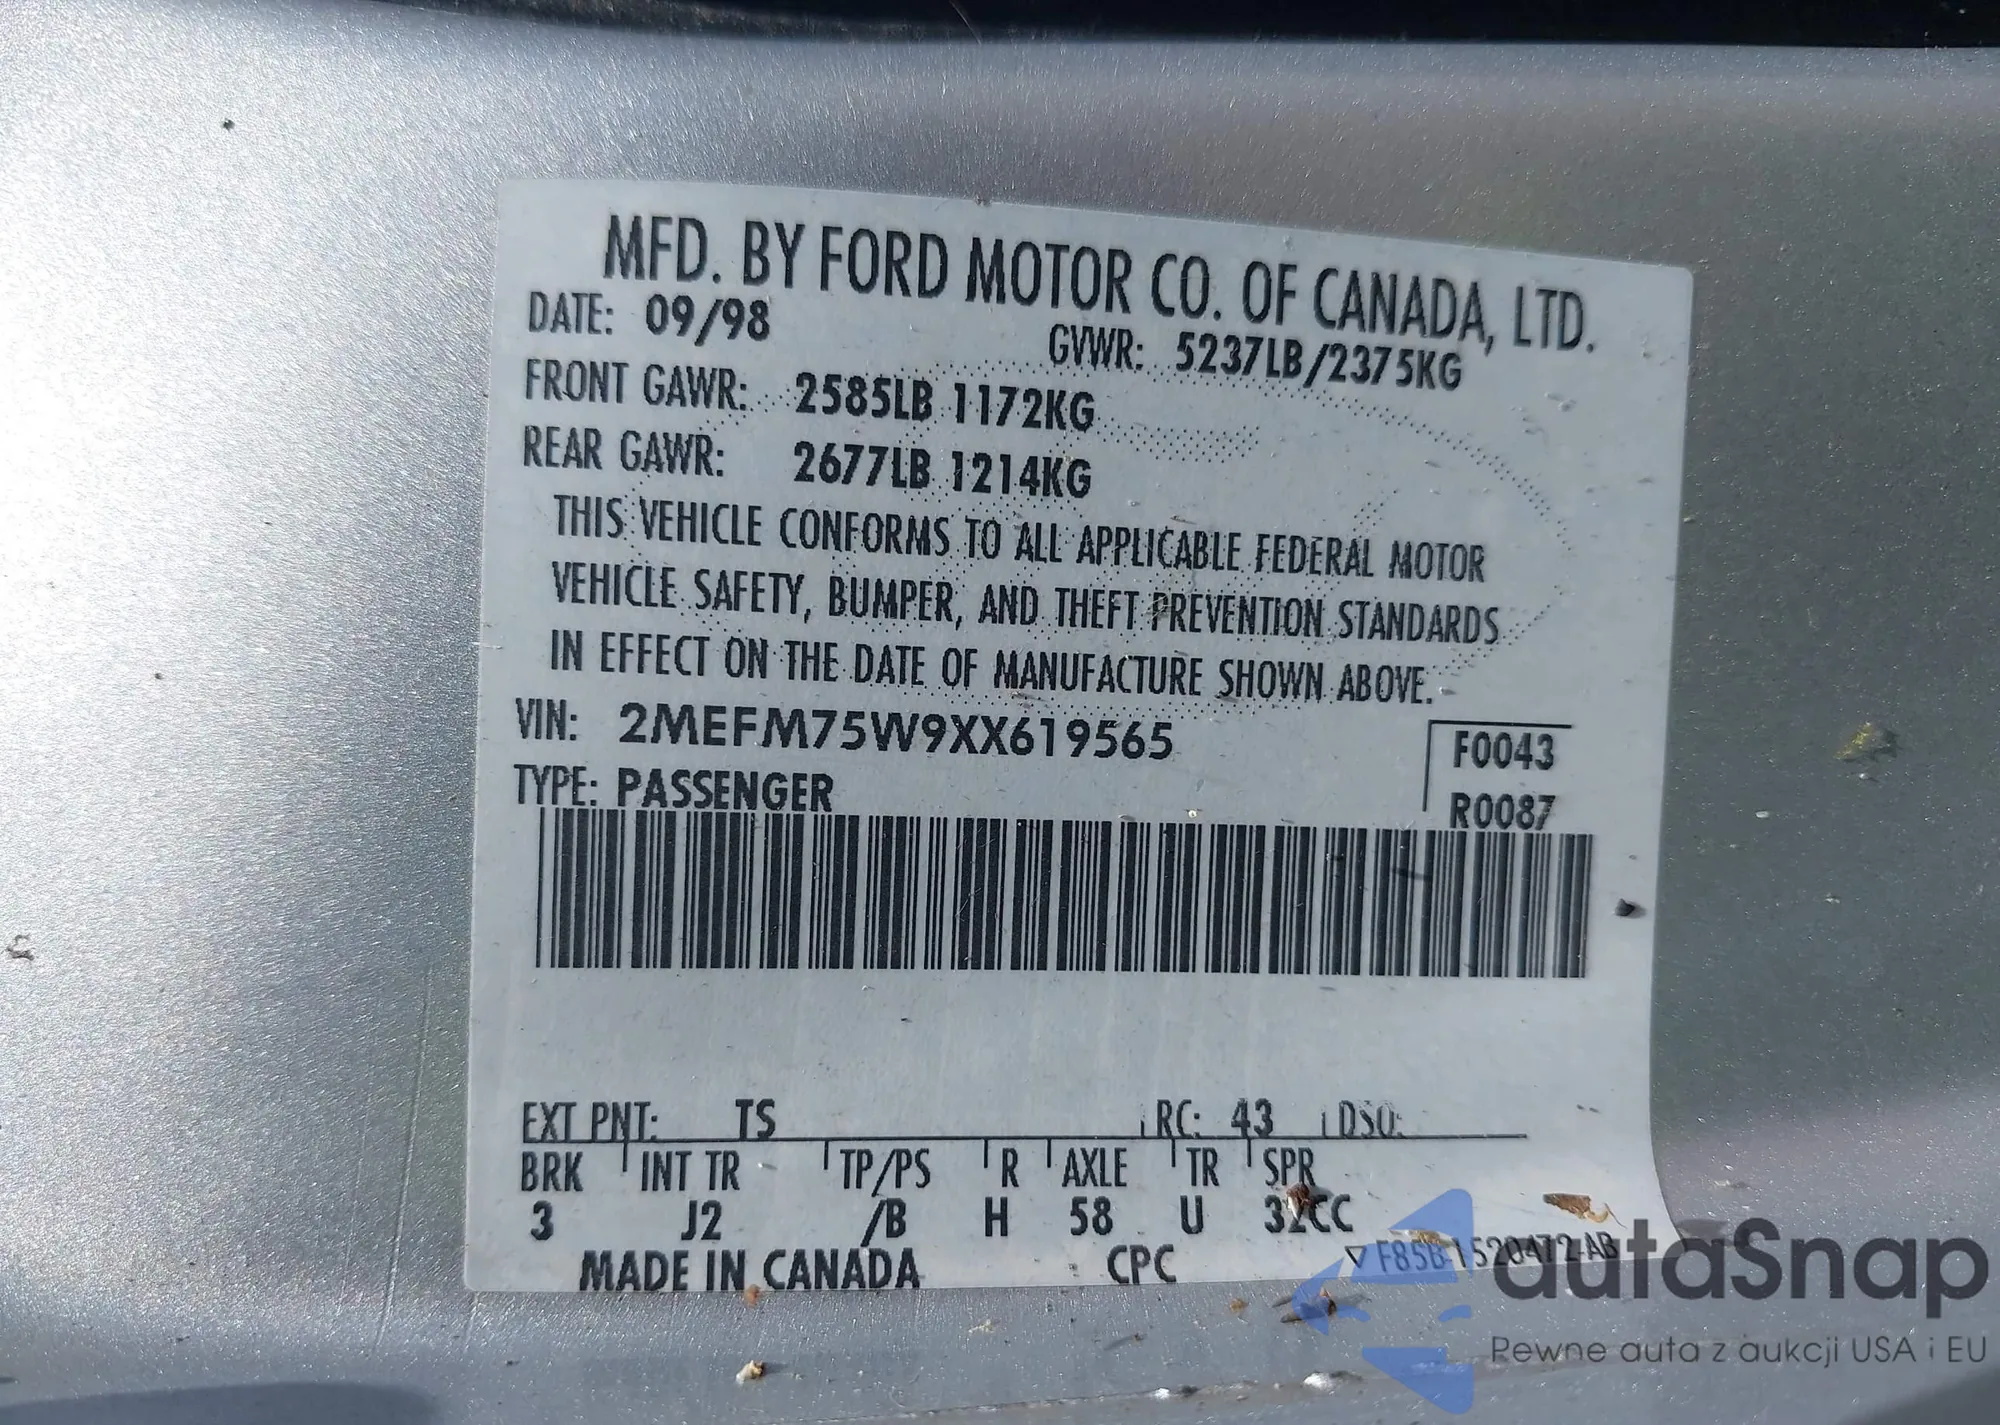 MFD. BY FORD MOTOR CO. OF CANADA, LTD.
DATE: 09/98
GVWR: 5237LB/2375KG
FRONT GAWR: 2585LB 1172KG
REAR GAWR: 2677LB 1214KG
THIS VEHICLE CONFORMS TO ALL APPLICABLE FEDERAL MOTOR
VEHICLE SAFETY, BUMPER, AND THEFT PREVENTION STANDARDS
IN EFFECT ON THE DATE OF MANUFACTURE SHOWN ABOVE.
VIN: 2MEFM75W9XX619565
F0043
TYPE: PASSENGER
R0087
EXT PNT: TS RC: 43 DSO:
BRK INT TR TP/PS R AXLE TR SPR
3 J2 /B H 58 U 32CC
MADE IN CANADA CPC
autaSnap
Pewne auta z aukcji USA i EU